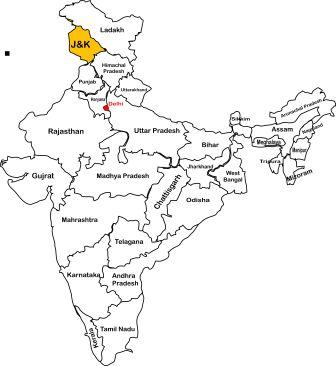 Ladakh
J&K
Himachal
Pradesh
Punjab
Uttarakhand
Haryana
Delhi
Rajasthan
Uttar Pradesh
Bihar
Sikkim
Arunachal Pradesh
Assam
Nagaland
Meghalaya
Manipur
Tripura
Mizoram
Gujrat
Madhya Pradesh
Jharkhand
West
Bangal
Chattisgarh
Odisha
Mahrashtra
Telagana
Karnataka
Andhra
Pradesh
Kerala
Tamil Nadu